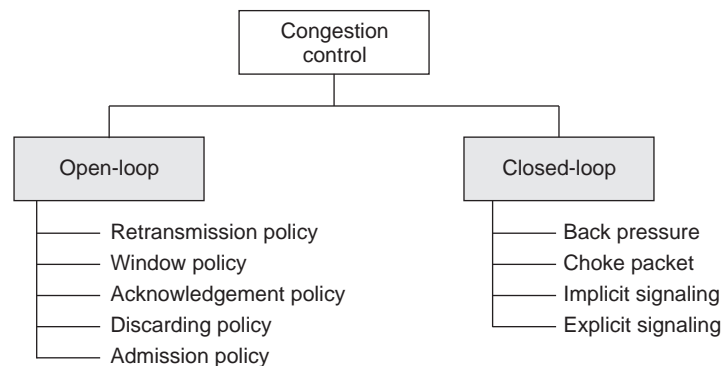 Congestion
control
Open-loop
Closed-loop
Retransmission policy
Window policy
Acknowledgement policy
Discarding policy
Admission policy
Back pressure
Choke packet
Implicit signaling
Explicit signaling